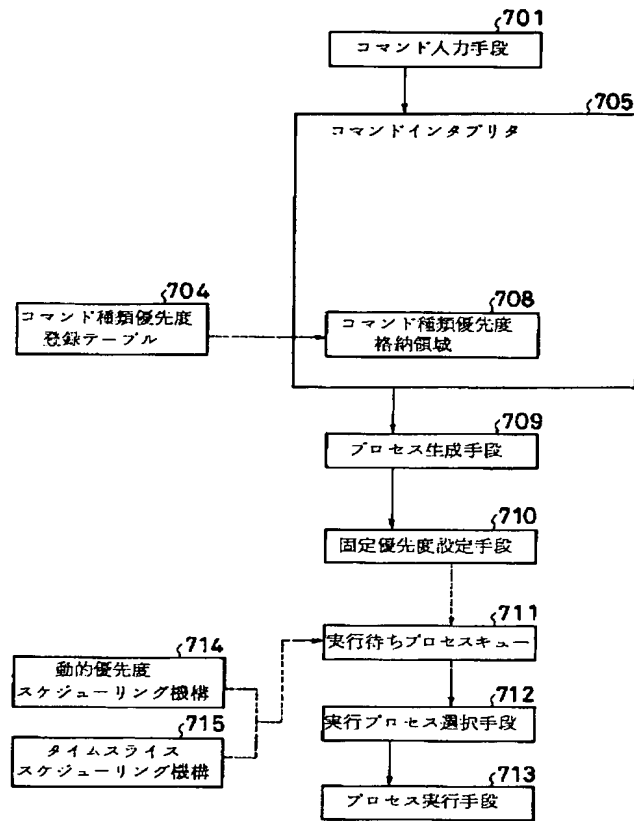 701
コマンド人力手段
705
コマンドインタプリタ
704
コマンド種類優先度
登録テーブル
708
コマンド種類優先度
格納領域
709
プロセス生成手段
710
固定優先度設定手段
711
実行待ちプロセスキュー
714
動的優先度
スケジューリング機構
712
実行プロセス選択手段
715
タイムスライス
スケジューリング機構
713
プロセス実行手段